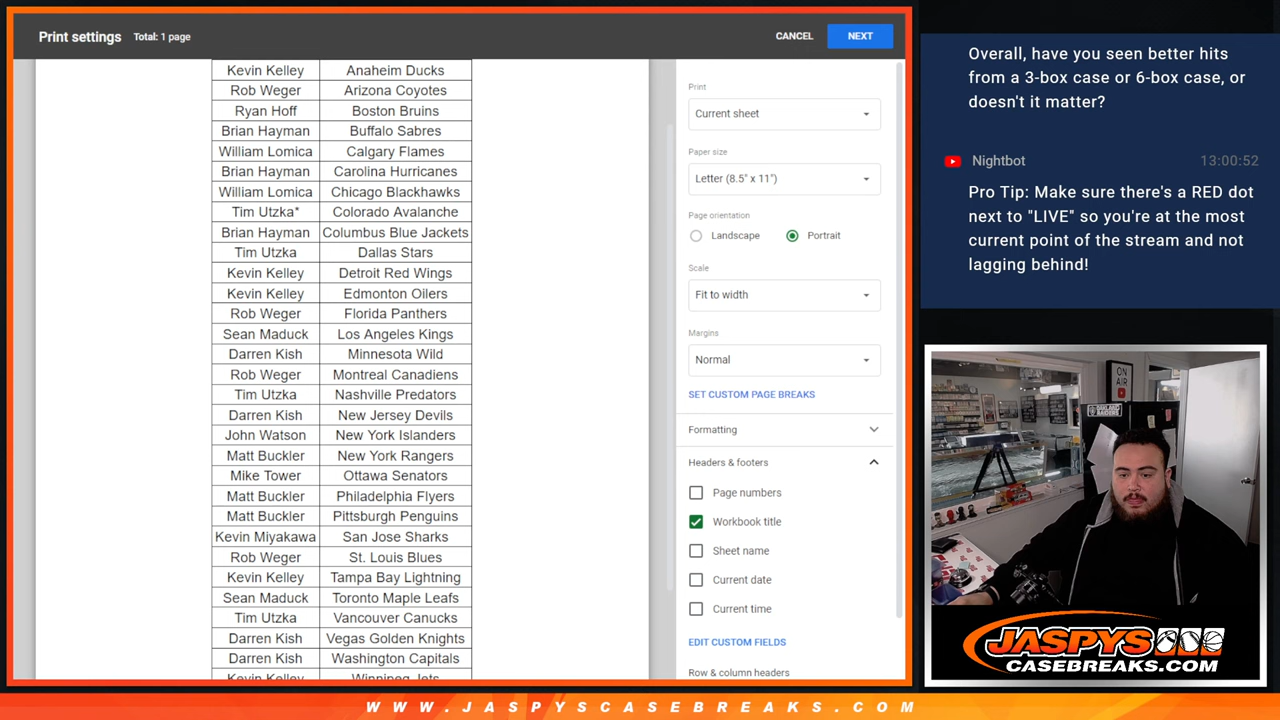 Print settings Total: 1 page CANCEL NEXT
Kevin Kelley Anaheim Ducks
Rob Weger Arizona Coyotes
Ryan Hoff Boston Bruins
Brian Hayman Buffalo Sabres
William Lomica Calgary Flames
Brian Hayman Carolina Hurricanes
William Lomica Chicago Blackhawks
Tim Utzka* Colorado Avalanche
Brian Hayman Columbus Blue Jackets
Tim Utzka Dallas Stars
Kevin Kelley Detroit Red Wings
Kevin Kelley Edmonton Oilers
Rob Weger Florida Panthers
Sean Maduck Los Angeles Kings
Darren Kish Minnesota Wild
Rob Weger Montreal Canadiens
Tim Utzka Nashville Predators
Darren Kish New Jersey Devils
John Watson New York Islanders
Matt Buckler New York Rangers
Mike Tower Ottawa Senators
Matt Buckler Philadelphia Flyers
Matt Buckler Pittsburgh Penguins
Kevin Miyakawa San Jose Sharks
Rob Weger St. Louis Blues
Kevin Kelley Tampa Bay Lightning
Sean Maduck Toronto Maple Leafs
Tim Utzka Vancouver Canucks
Darren Kish Vegas Golden Knights
Darren Kish Washington Capitals
Kevin Kelley Winnipeg Jets
Print
Current sheet
Paper size
Letter (8.5" x 11")
Page orientation
Landscape Portrait
Scale
Fit to width
Margins
Normal
SET CUSTOM PAGE BREAKS
Formatting
Headers & footers
Page numbers
Workbook title
Sheet name
Current date
Current time
EDIT CUSTOM FIELDS
Row & column headers
Overall, have you seen better hits
from a 3-box case or 6-box case, or
doesn't it matter?
Nightbot 13:00:52
Pro Tip: Make sure there's a RED dot
next to "LIVE" so you're at the most
current point of the stream and not
lagging behind!
ON
AIR
OAKLAND
RAIDERS
JASPYS
CASEBREAKS.COM
WWW.JASPYSCASEBREAKS.COM